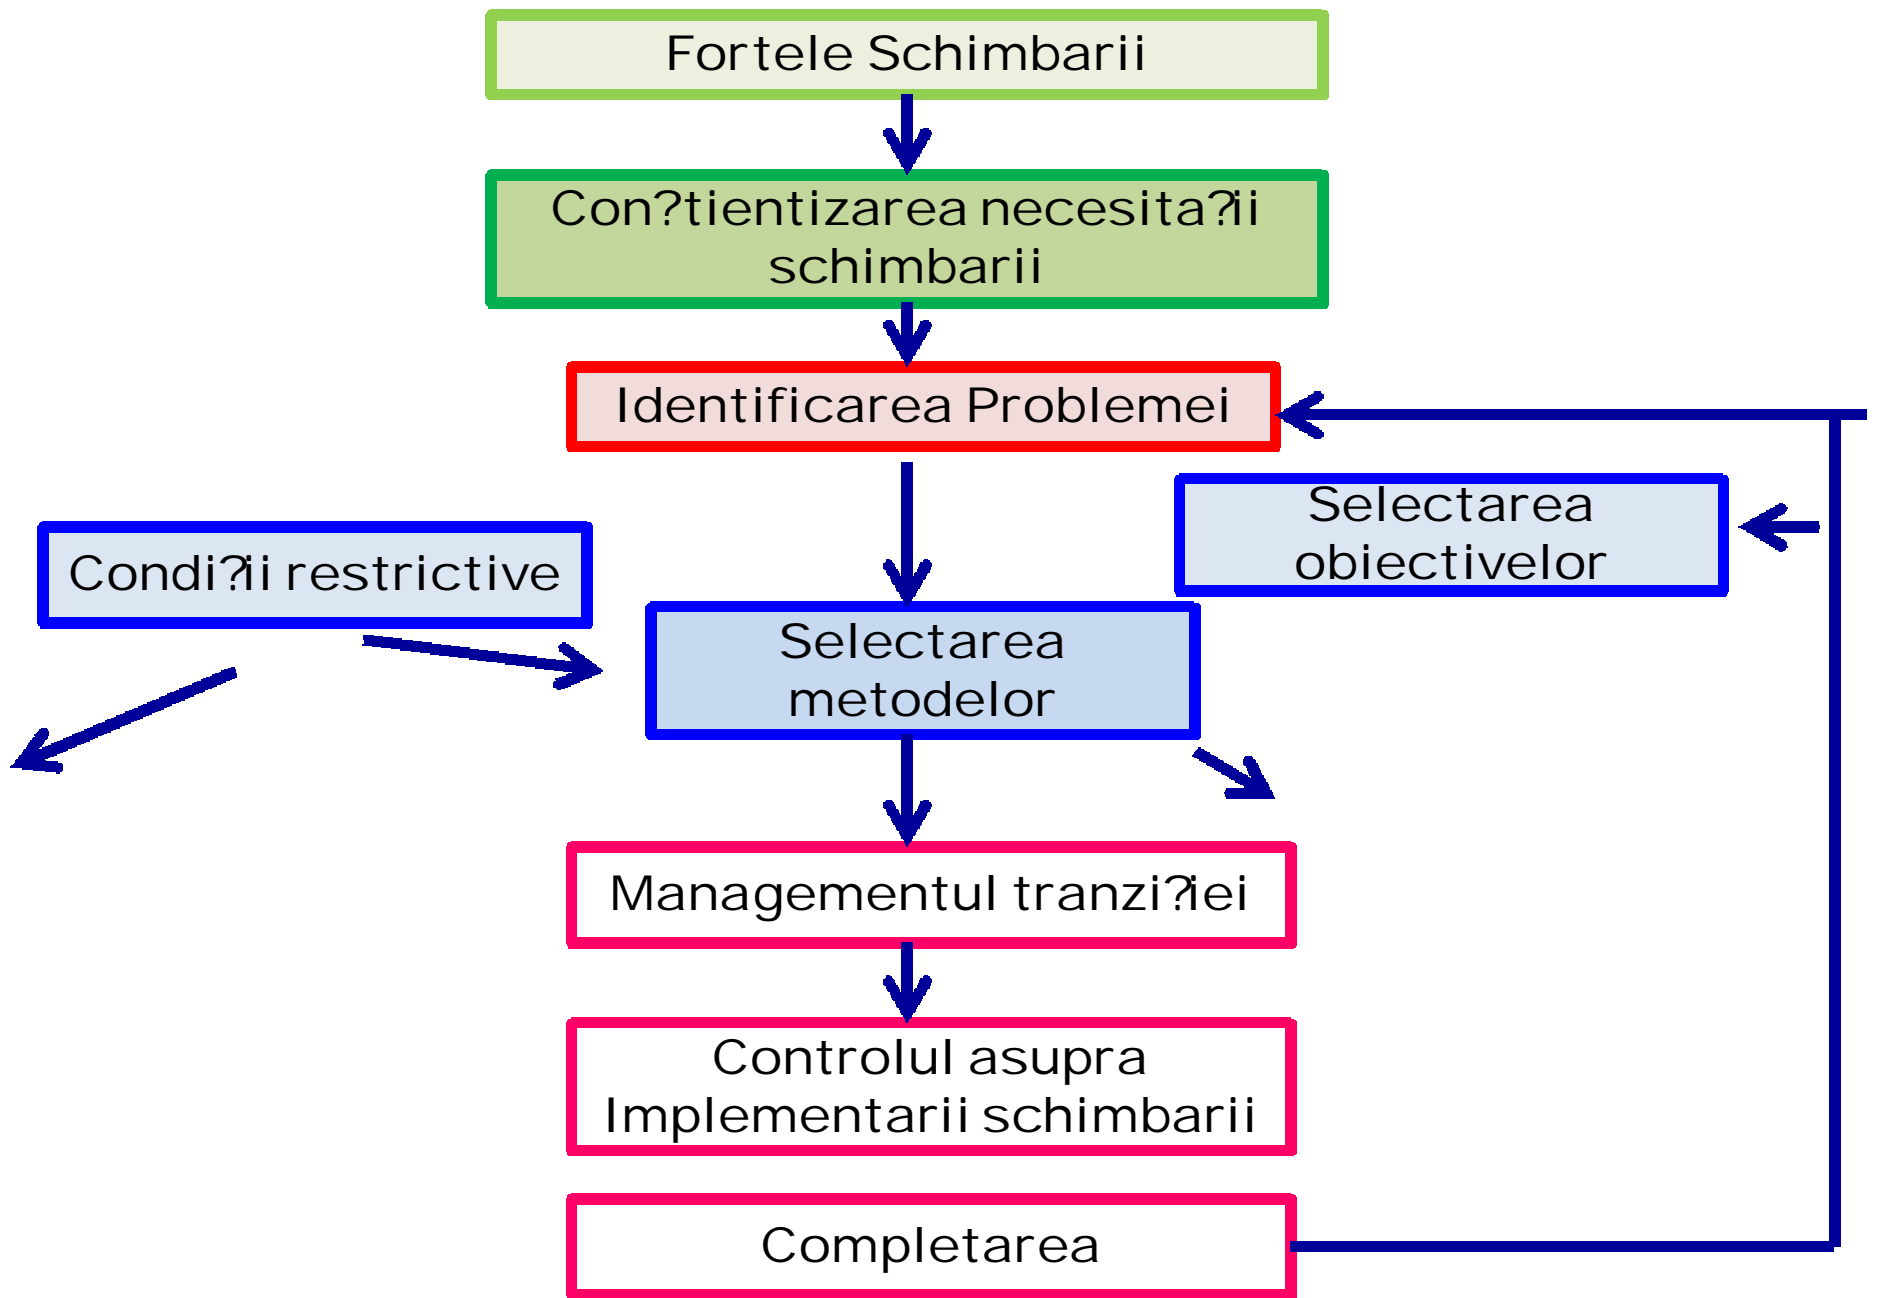 Fortele Schimbarii
Con?tientizarea necesita?ii
schimbarii
Identificarea Problemei
Selectarea
obiectivelor
Condi?ii restrictive
Selectarea
metodelor
Managementul tranzi?iei
Controlul asupra
Implementarii schimbarii
Completarea